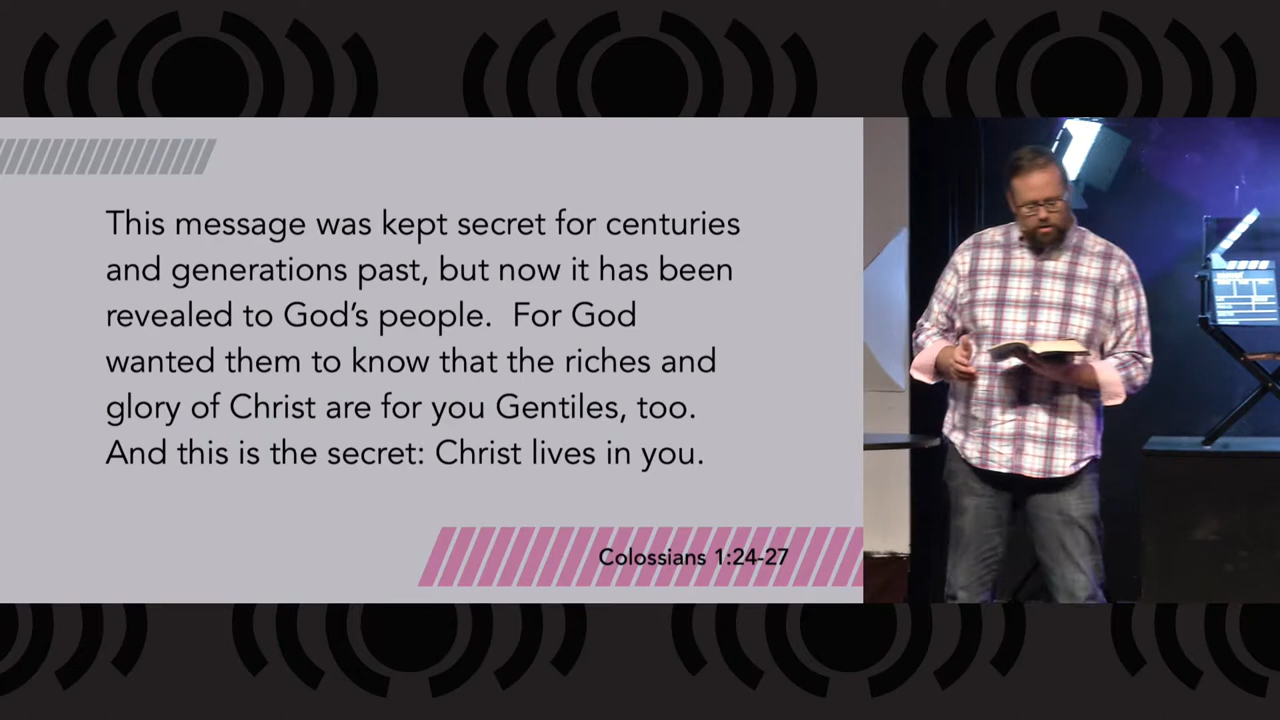 This message was kept secret for centuries
and generations past, but now it has been
revealed to God's people.  For God
wanted them to know that the riches and
glory of Christ are for you Gentiles, too.
And this is the secret: Christ lives in you.
Colossians 1:24-27